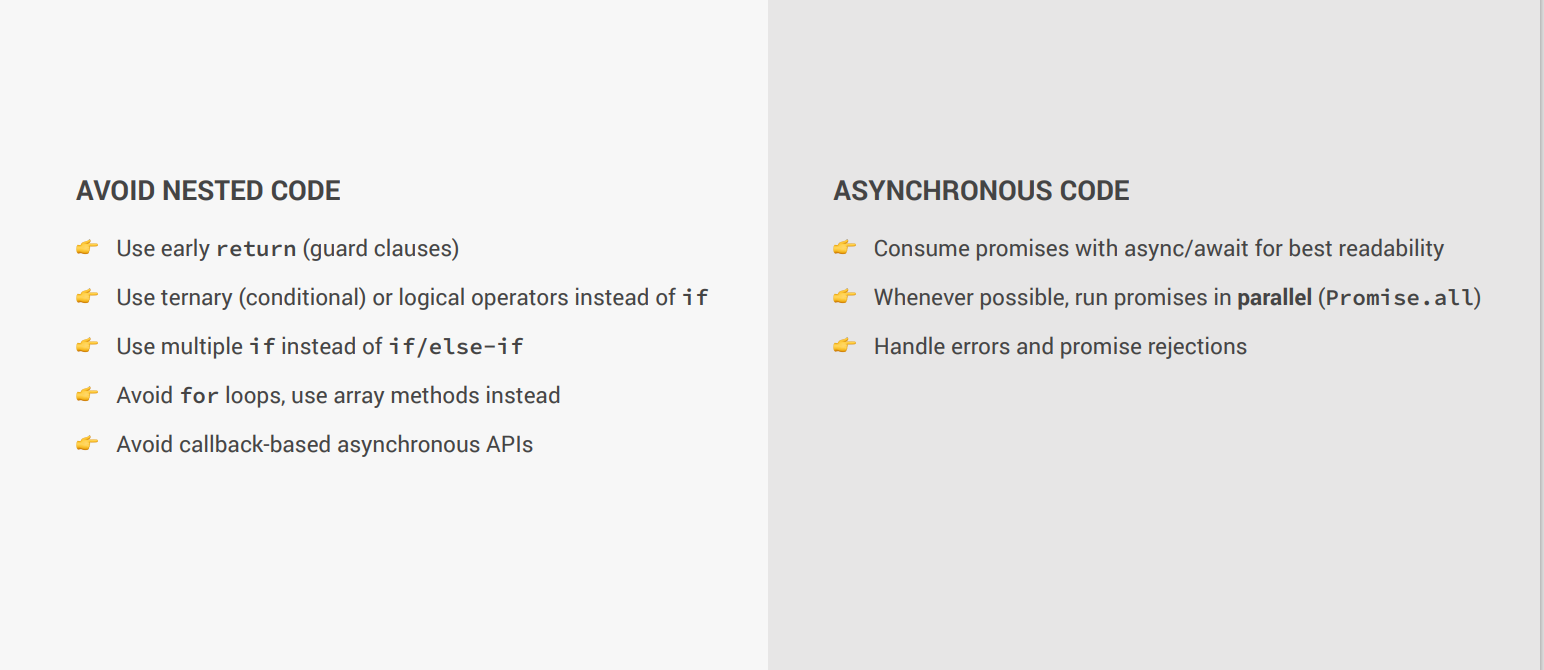 AVOID NESTED CODE
👉 Use early return (guard clauses)
👉 Use ternary (conditional) or logical operators instead of if
👉 Use multiple if instead of if/else-if
👉 Avoid for loops, use array methods instead
👉 Avoid callback-based asynchronous APIs
ASYNCHRONOUS CODE
👉 Consume promises with async/await for best readability
👉 Whenever possible, run promises in parallel (Promise.all)
👉 Handle errors and promise rejections